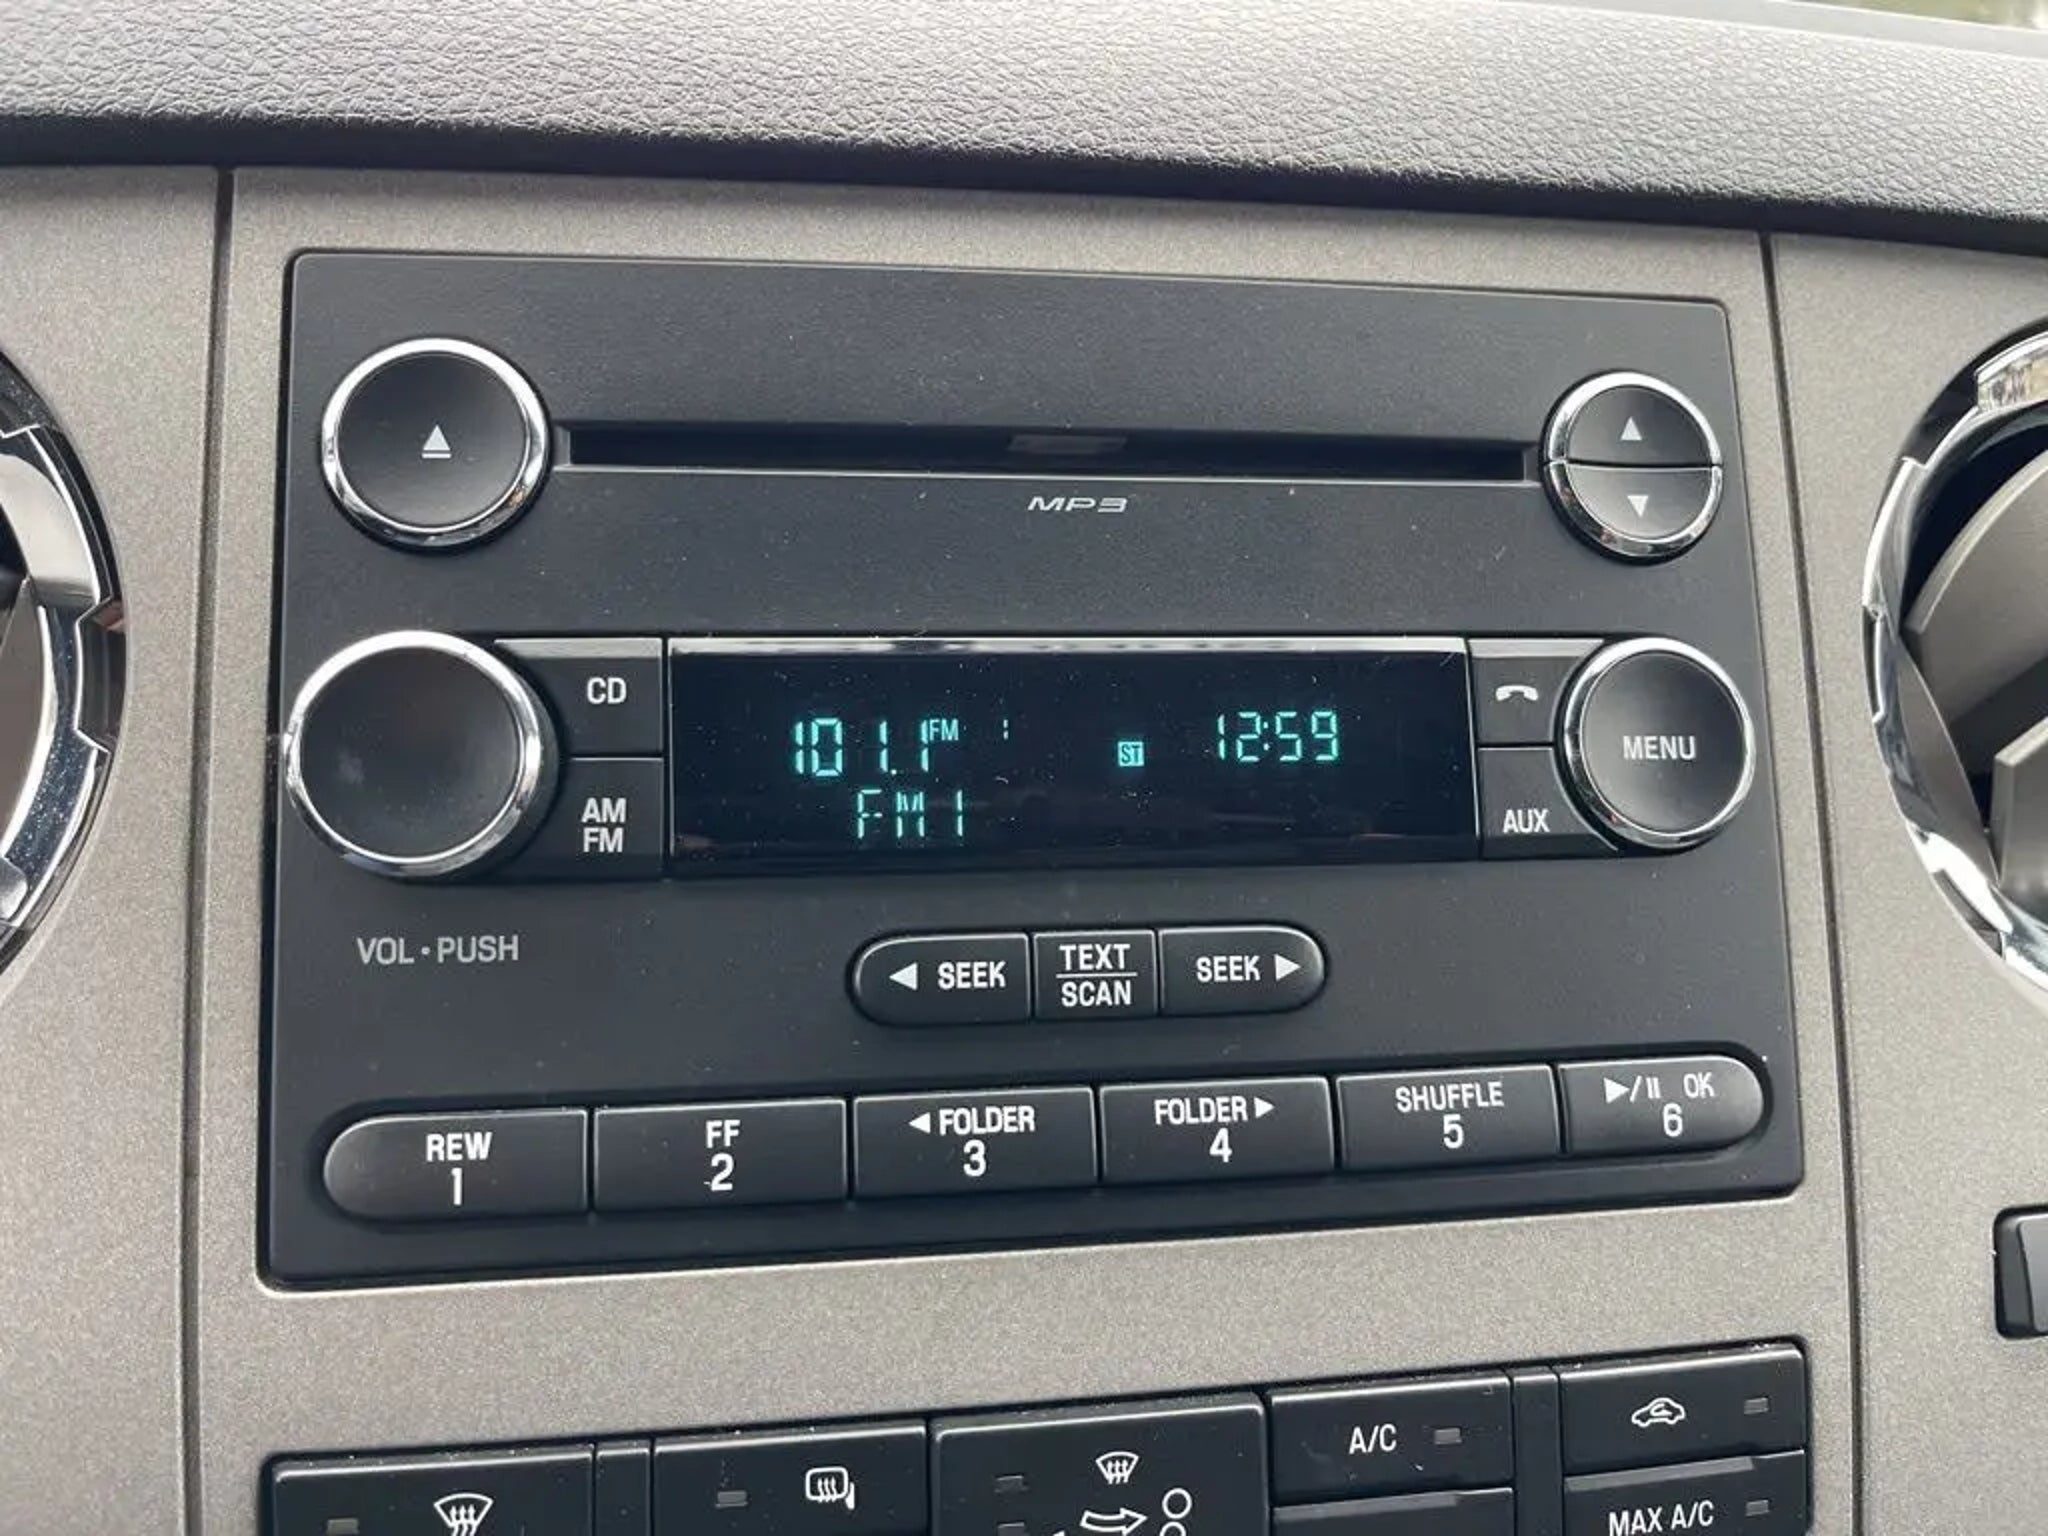 MP3
CD
101.1 FM
ST
12:59
FM1
AM
FM
MENU
AUX
VOL • PUSH
◀ SEEK
TEXT
SCAN
SEEK ▶
REW
1
FF
2
◀ FOLDER
3
FOLDER ▶
4
SHUFFLE
5
▶/II OK
6
A/C
MAX A/C